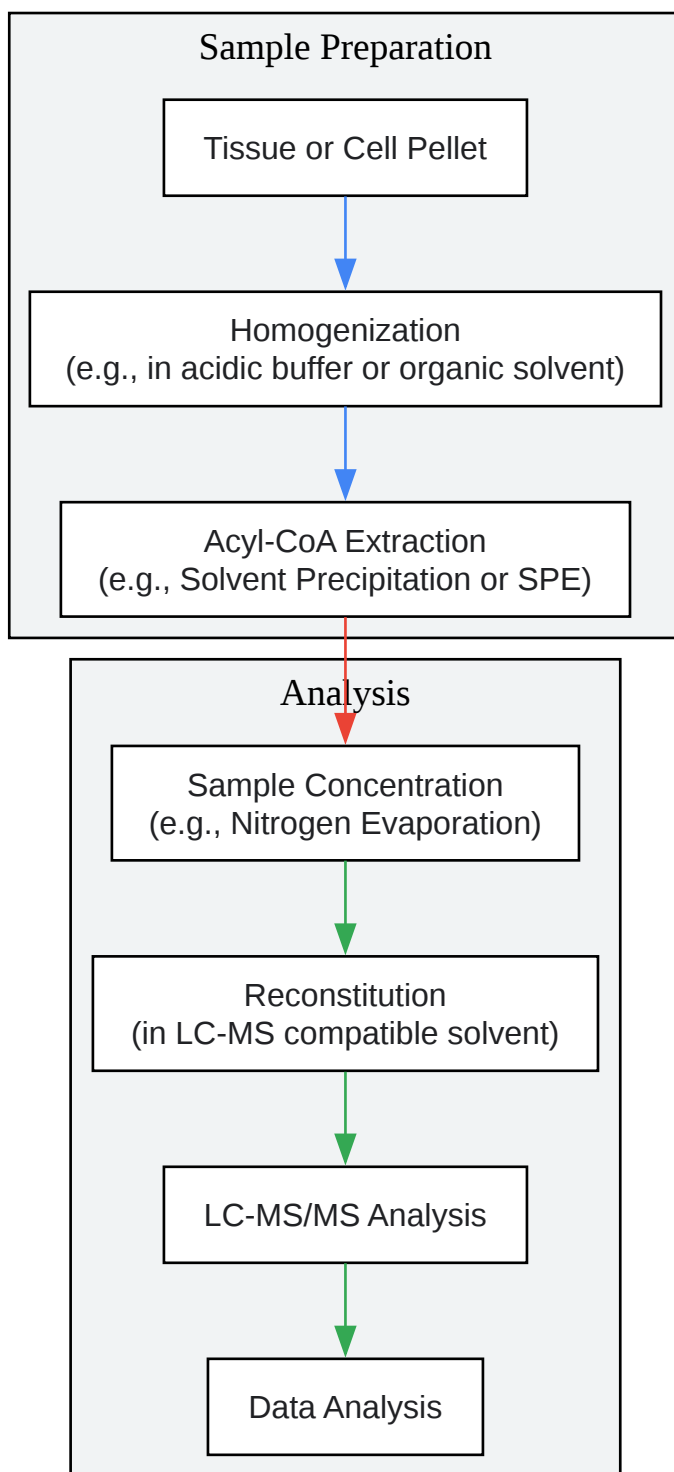 Sample Preparation
Tissue or Cell Pellet
Homogenization
(e.g., in acidic buffer or organic solvent)
Acyl-CoA Extraction
(e.g., Solvent Precipitation or SPE)
Analysis
Sample Concentration
(e.g., Nitrogen Evaporation)
Reconstitution
(in LC-MS compatible solvent)
LC-MS/MS Analysis
Data Analysis